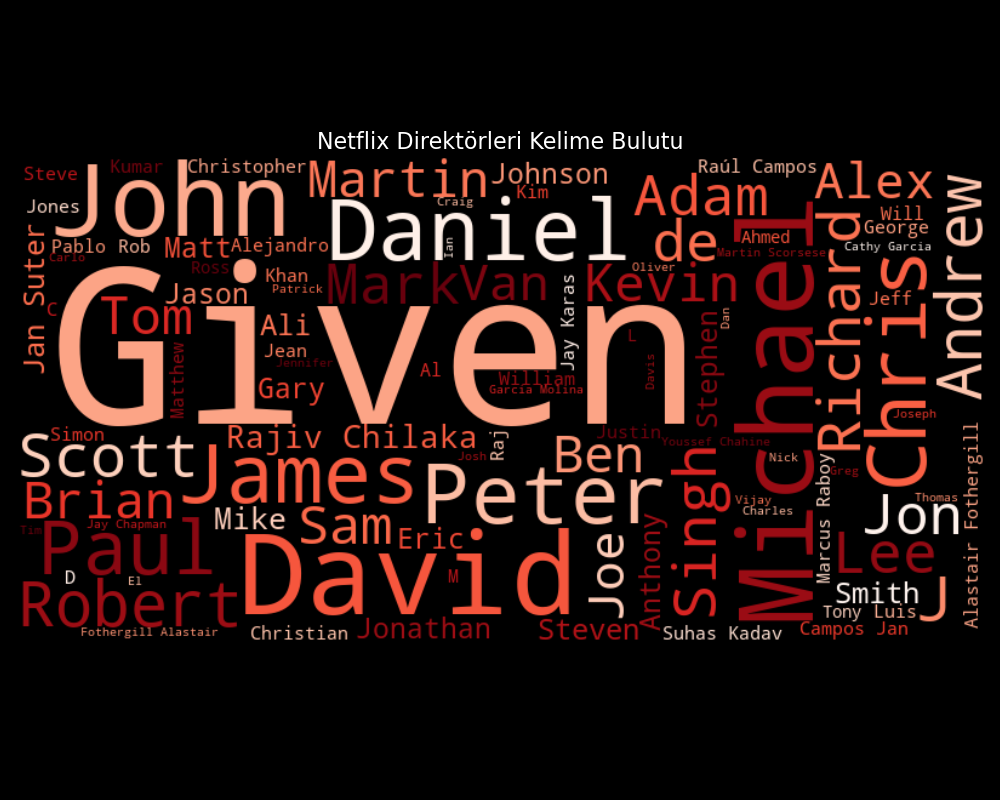 Netflix Direktörleri Kelime Bulutu
Steve
Kumar
Christopher
Martin
Johnson
Kim
Craig
Raúl Campos
Adam
Alex
Jones
John
Daniel
de
Ahmed
Will
George
Cathy Garcia
Andrew
Pablo
Rob
Matt
Alejandro
Ian
Martin Scorsese
Carlo
Ross
Khan
Patrick
Mark
Van
Oliver
Kevin
Jan Suter
C
Jason
Tom
Ali
Jean
Jennifer
Given
Jay Karas
L
Dan
Jeff
Richard
Chris
Michael
Stephen
Matthew
Gary
Al
William
Garcia Molina
Davis
Joseph
Simon
Scott
Rajiv Chilaka
Raj
Josh
Justin
Youssef Chahine
Ben
Nick
Greg
James
Peter
Singh
Marcus Raboy
Brian
Jay Chapman
Tim
Mike
Sam
Eric
Vijay
Charles
Thomas
Jon
Alastair Fothergill
Paul
D
El
David
M
Joe
Anthony
Lee
Smith
J
Robert
Tony Luis
Fothergill Alastair
Christian
Jonathan
Steven
Suhas Kadav
Campos Jan